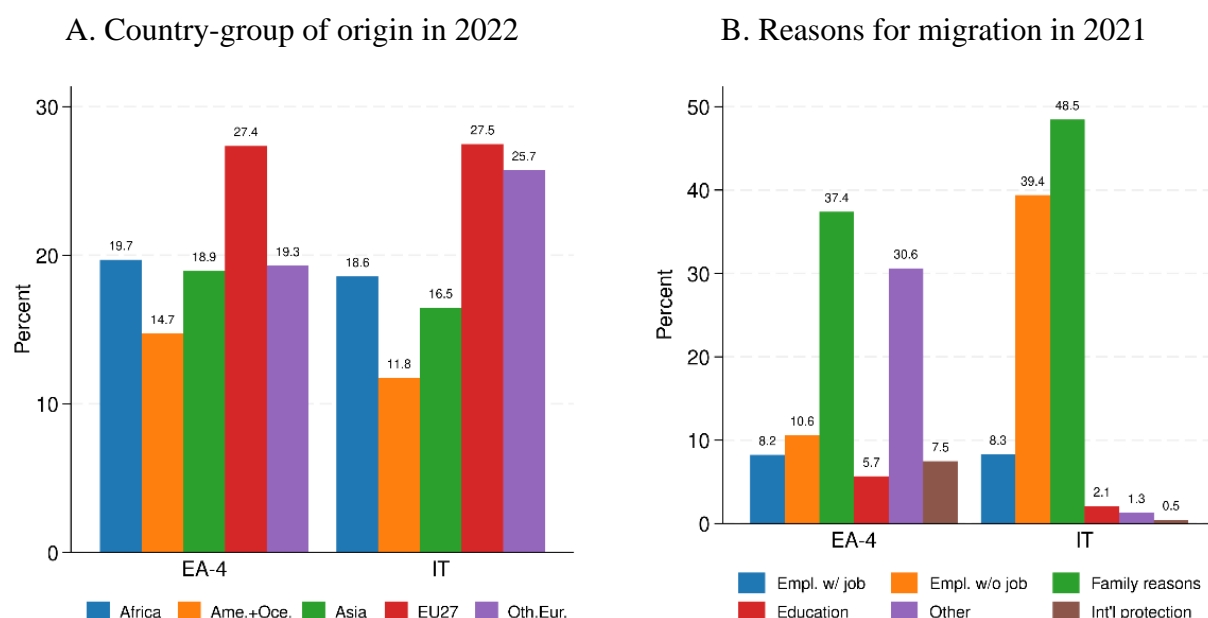 A. Country-group of origin in 2022
30
20
10
0
Percent
19.7
14.7
18.9
27.4
19.3
18.6
11.8
16.5
27.5
25.7
EA-4
IT
Africa
Ame.+Oce.
Asia
EU27
Oth.Eur.
B. Reasons for migration in 2021
50
40
30
20
10
0
Percent
8.2
10.6
37.4
5.7
30.6
7.5
8.3
39.4
48.5
2.1
1.3
0.5
EA-4
IT
Empl. w/ job
Empl. w/o job
Family reasons
Education
Other
Int'l protection